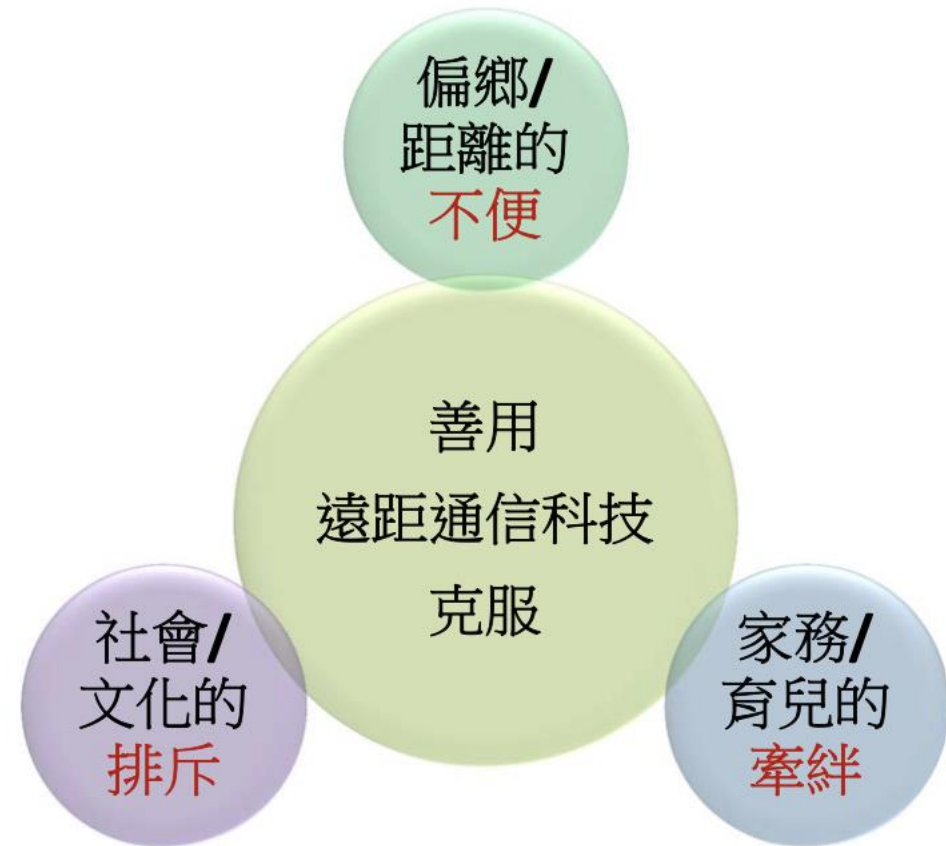 偏鄉/
距離的
不便
善用
遠距通信科技
克服
社會/
文化的
排斥
家務/
育兒的
牽絆